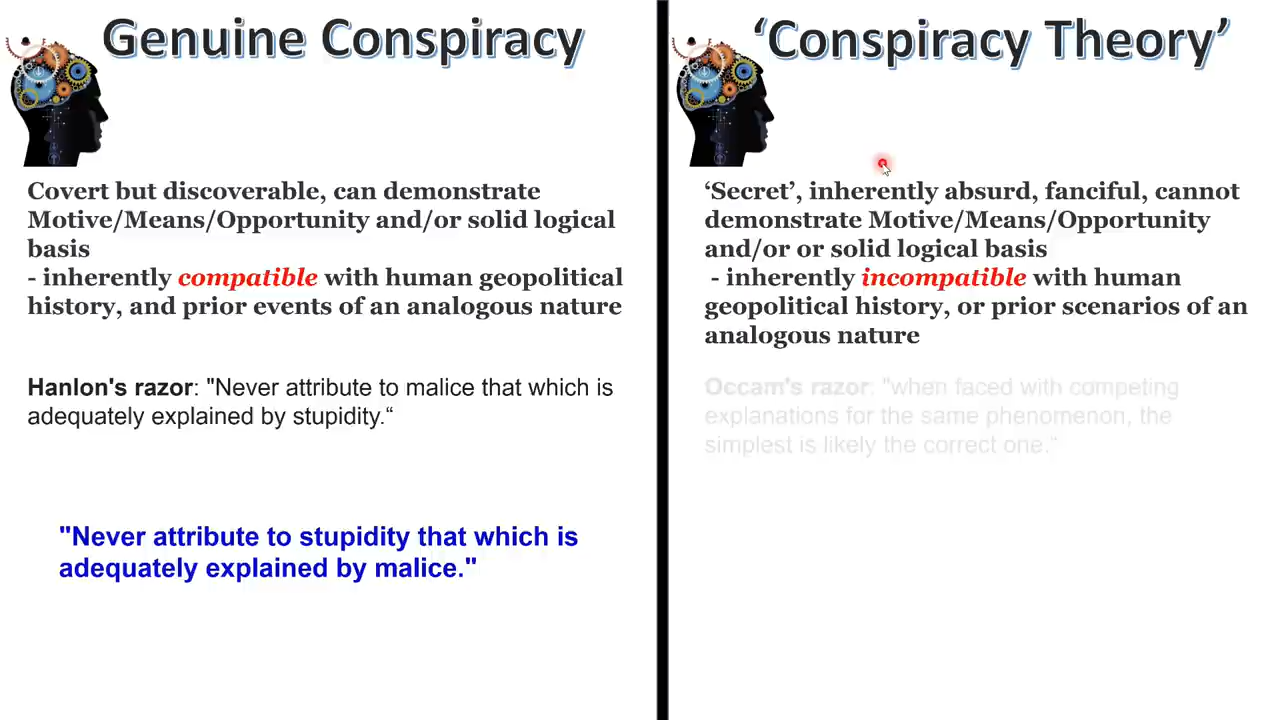 Genuine Conspiracy
Covert but discoverable, can demonstrate
Motive/Means/Opportunity and/or solid logical
basis
- inherently compatible with human geopolitical
history, and prior events of an analogous nature
Hanlon's razor: "Never attribute to malice that which is
adequately explained by stupidity.“
"Never attribute to stupidity that which is
adequately explained by malice."
‘Conspiracy Theory’
‘Secret’, inherently absurd, fanciful, cannot
demonstrate Motive/Means/Opportunity
and/or or solid logical basis
- inherently incompatible with human
geopolitical history, or prior scenarios of an
analogous nature
Occam's razor: "when faced with competing
explanations for the same phenomenon, the
simplest is likely the correct one.“